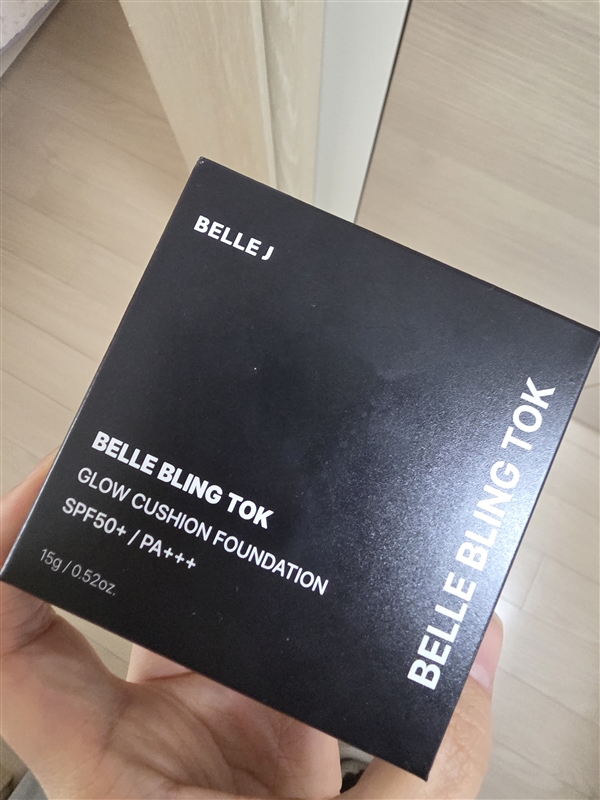 BELLE J
BELLE BLING TOK
GLOW CUSHION FOUNDATION
SPF50+ / PA+++
15g / 0.52oz.
BELLE BLING TOK